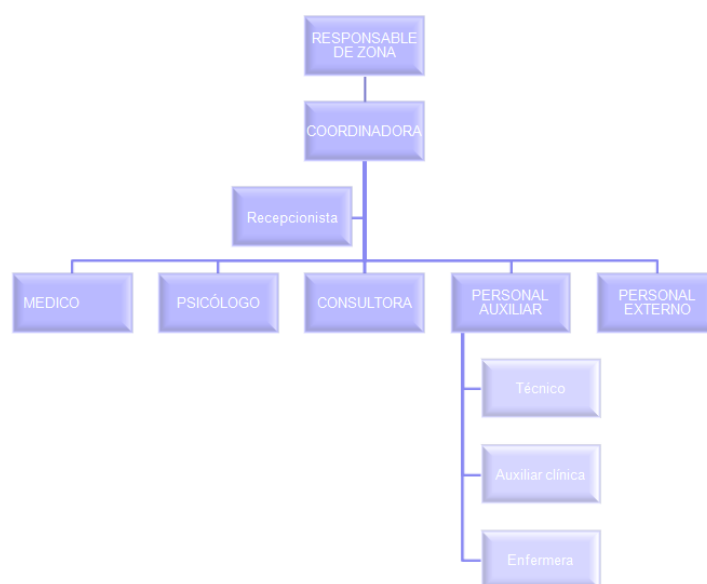 RESPONSABLE
DE ZONA
COORDINADORA
Recepcionista
MEDICO
PSICÓLOGO
CONSULTORA
PERSONAL
AUXILIAR
PERSONAL
EXTERNO
Técnico
Auxiliar clínica
Enfermera